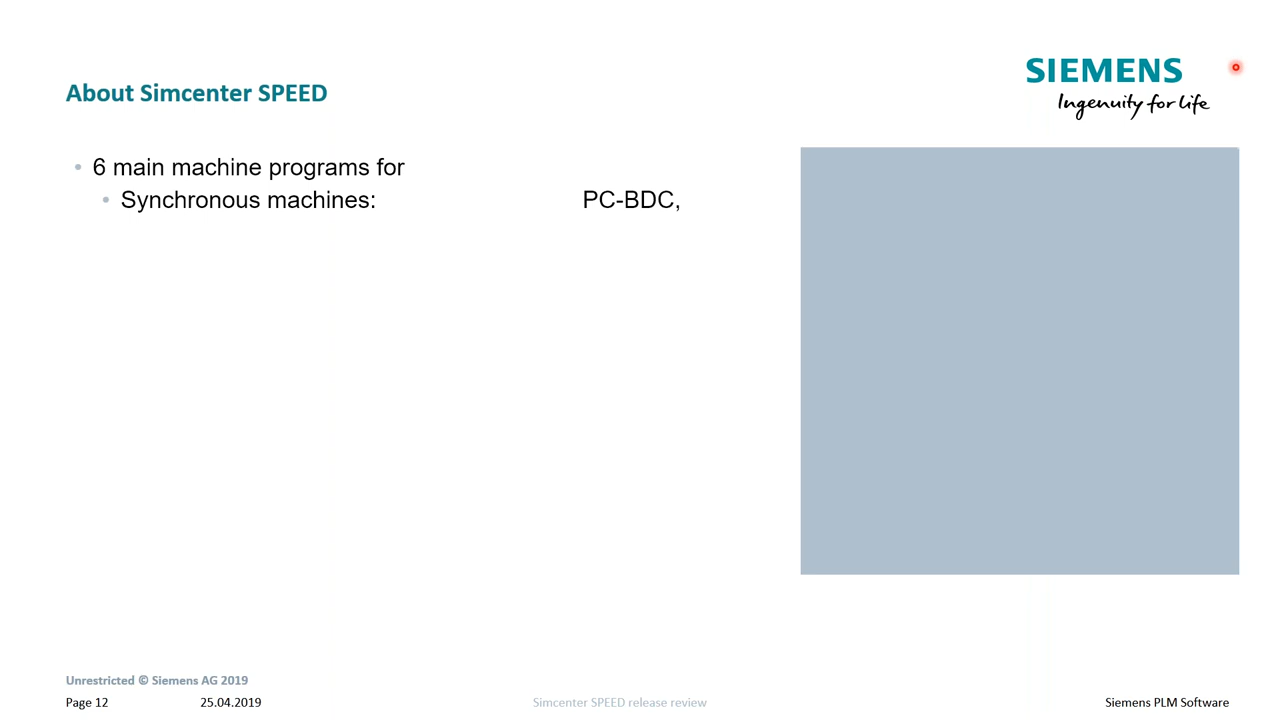 SIEMENS
Ingenuity for life
About Simcenter SPEED
• 6 main machine programs for
• Synchronous machines: PC-BDC,
Unrestricted © Siemens AG 2019
Page 12 25.04.2019 Simcenter SPEED release review Siemens PLM Software